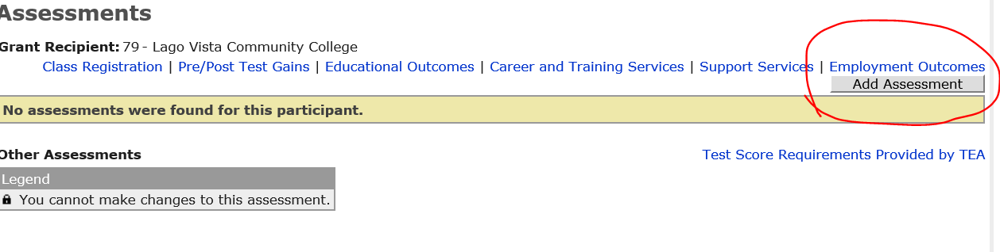 Assessments
Grant Recipient: 79 - Lago Vista Community College
Class Registration | Pre/Post Test Gains | Educational Outcomes | Career and Training Services | Support Services | Employment Outcomes
Add Assessment
No assessments were found for this participant.
Other Assessments
Test Score Requirements Provided by TEA
Legend
You cannot make changes to this assessment.